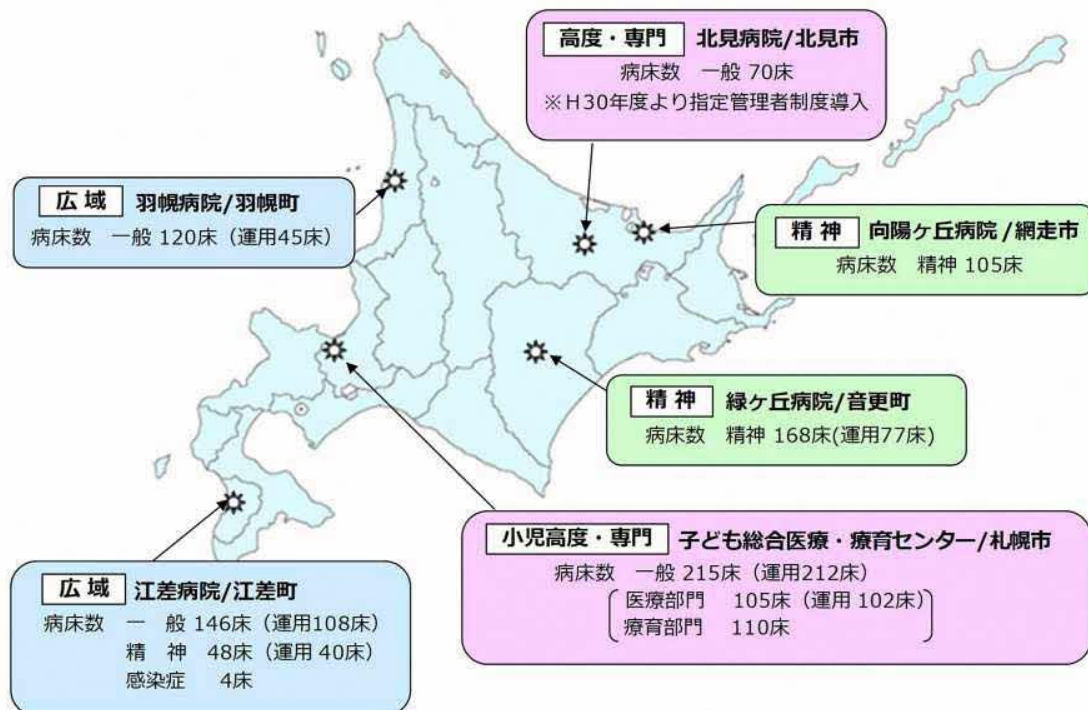 高度・専門 北見病院/北見市
病床数 一般 70床
※H30年度より指定管理者制度導入
広域 羽幌病院/羽幌町
病床数 一般 120床（運用45床）
精神 向陽ヶ丘病院/網走市
病床数 精神 105床
精神 緑ヶ丘病院/音更町
病床数 精神 168床(運用77床)
小児高度・専門 子ども総合医療・療育センター/札幌市
病床数 一般 215床（運用212床）
医療部門 105床（運用 102床）
療育部門 110床
広域 江差病院/江差町
病床数 一 般 146床（運用108床）
精 神 48床（運用 40床）
感染症 4床